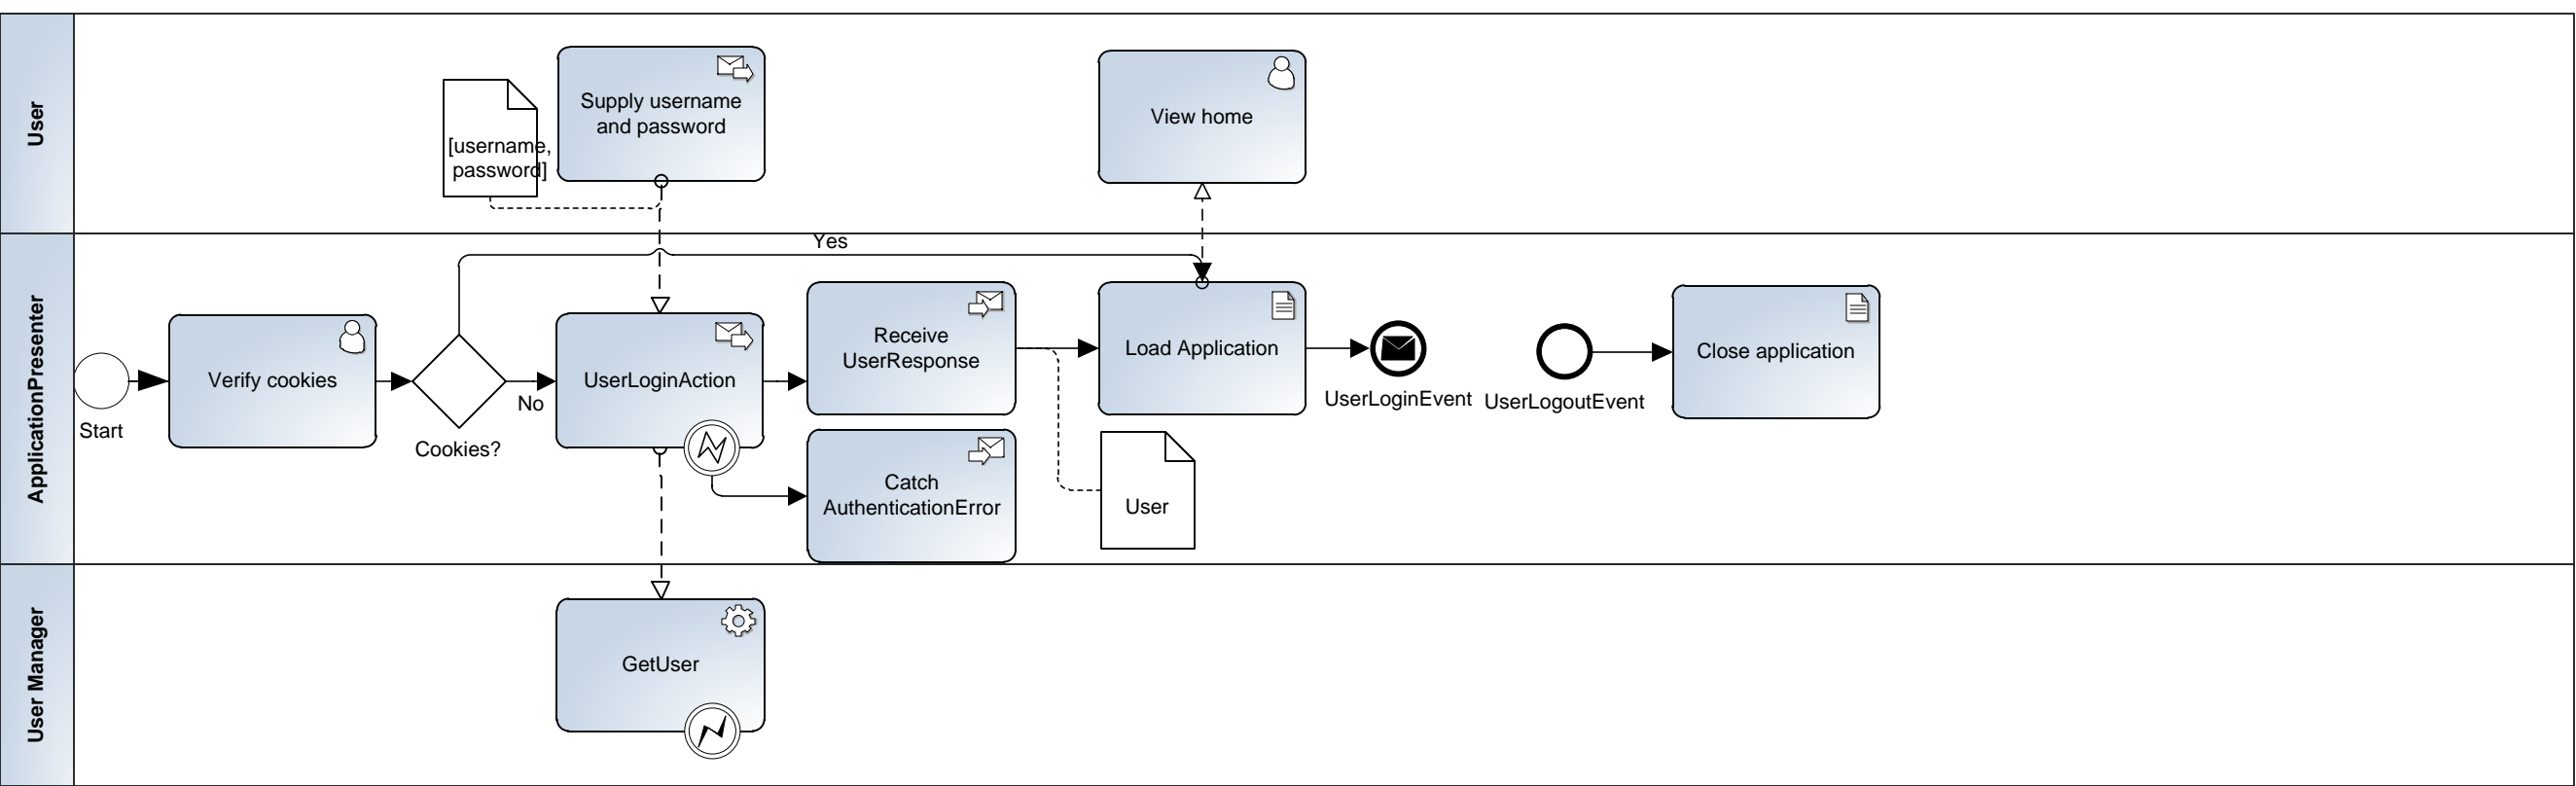 User
Supply username
and password
[username,
password]
View home
ApplicationPresenter
Yes
Start
Verify cookies
Cookies?
No
UserLoginAction
Receive
UserResponse
Catch
AuthenticationError
Load Application
User
UserLoginEvent
UserLogoutEvent
Close application
User Manager
GetUser